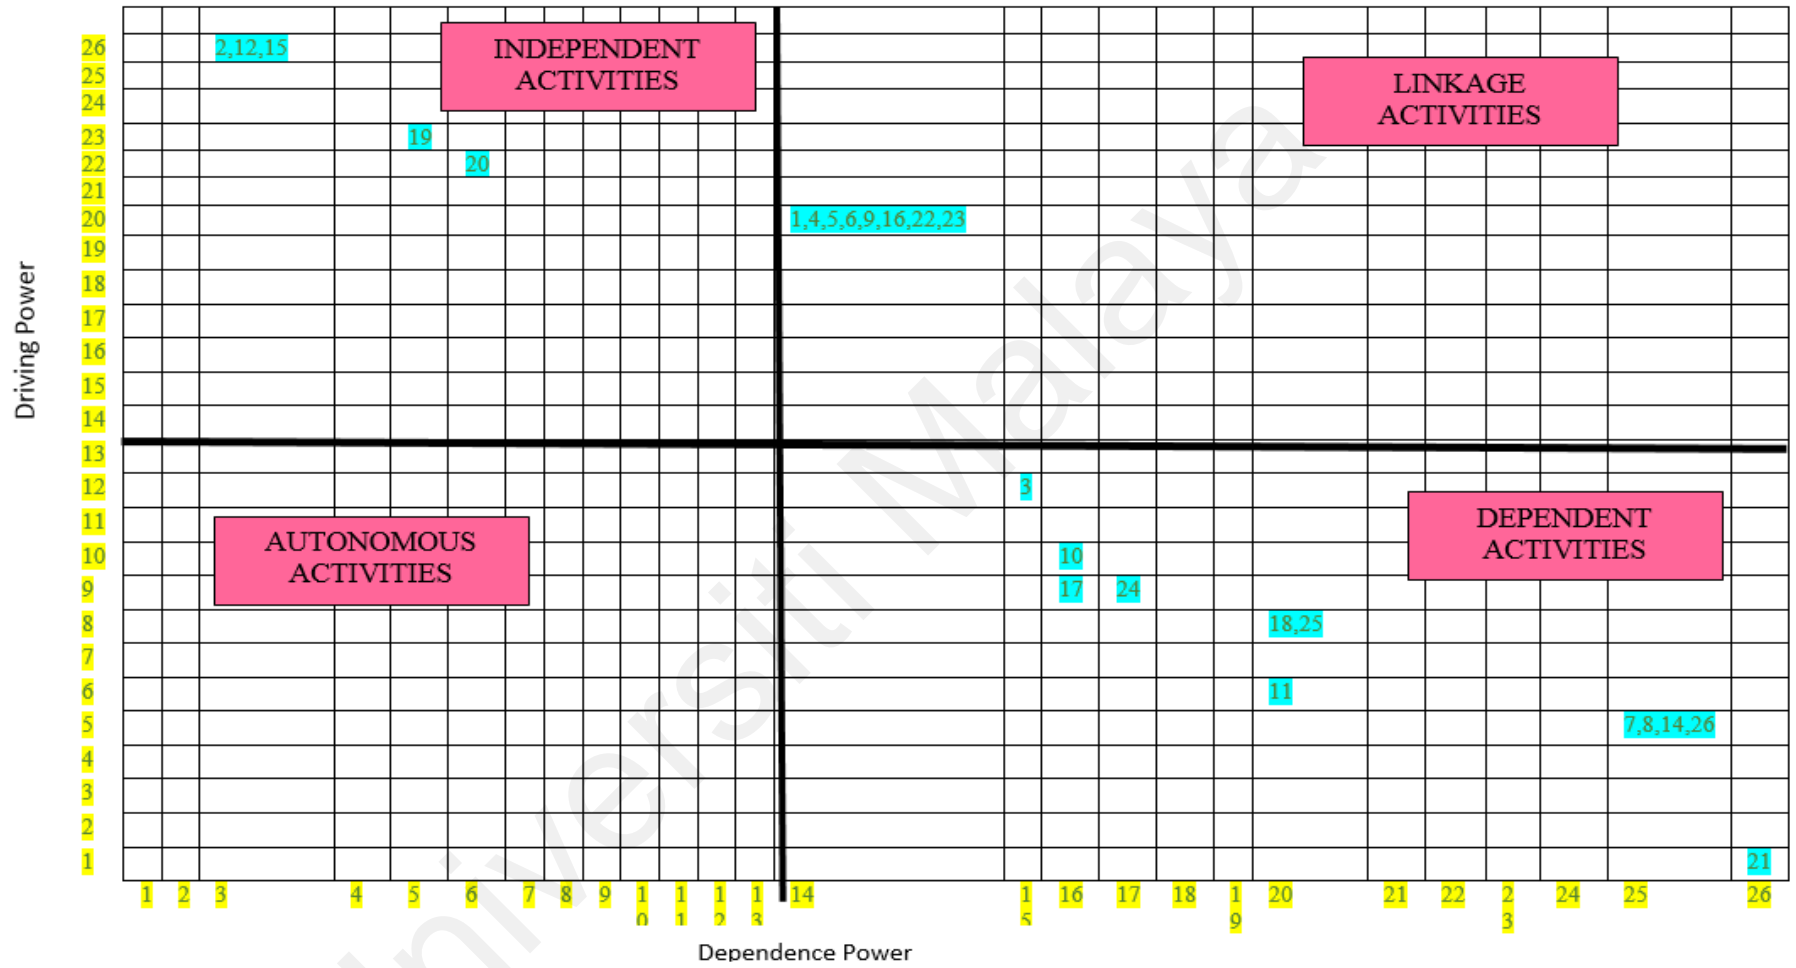 INDEPENDENT
ACTIVITIES
LINKAGE
ACTIVITIES
26 2,12,15
25
24
23 19
22 20
21
20 1,4,5,6,9,16,22,23
19
18
17
16
15
14
13
12 3
11
10 10
9 17 24
8 18,25
7
6 11
5 7,8,14,26
4
3
2
1 21
AUTONOMOUS
ACTIVITIES
DEPENDENT
ACTIVITIES
Driving Power
1 2 3 4 5 6 7 8 9 10 11 12 13 14 15 16 17 18 19 20 21 22 23 24 25 26
Dependence Power
niversiti Malaya